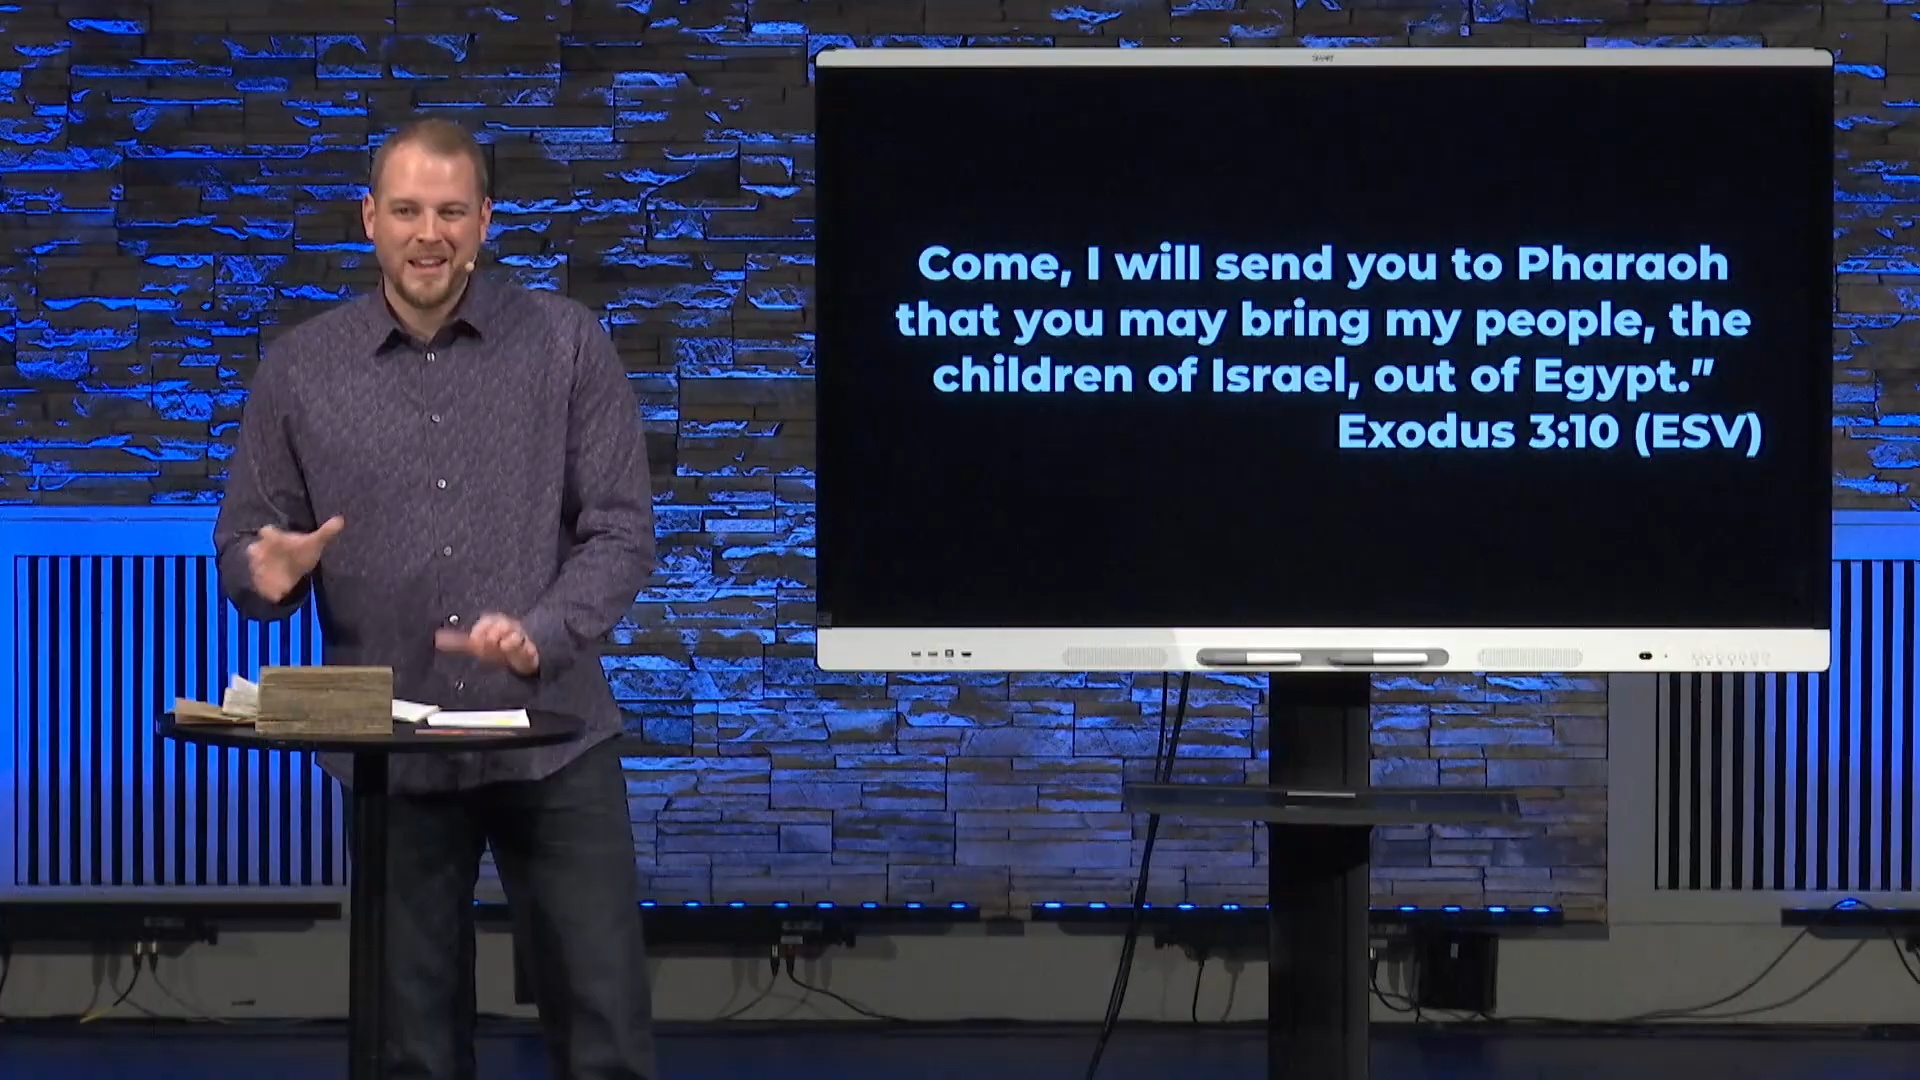 SMART
Come, I will send you to Pharaoh
that you may bring my people, the
children of Israel, out of Egypt.”
Exodus 3:10 (ESV)